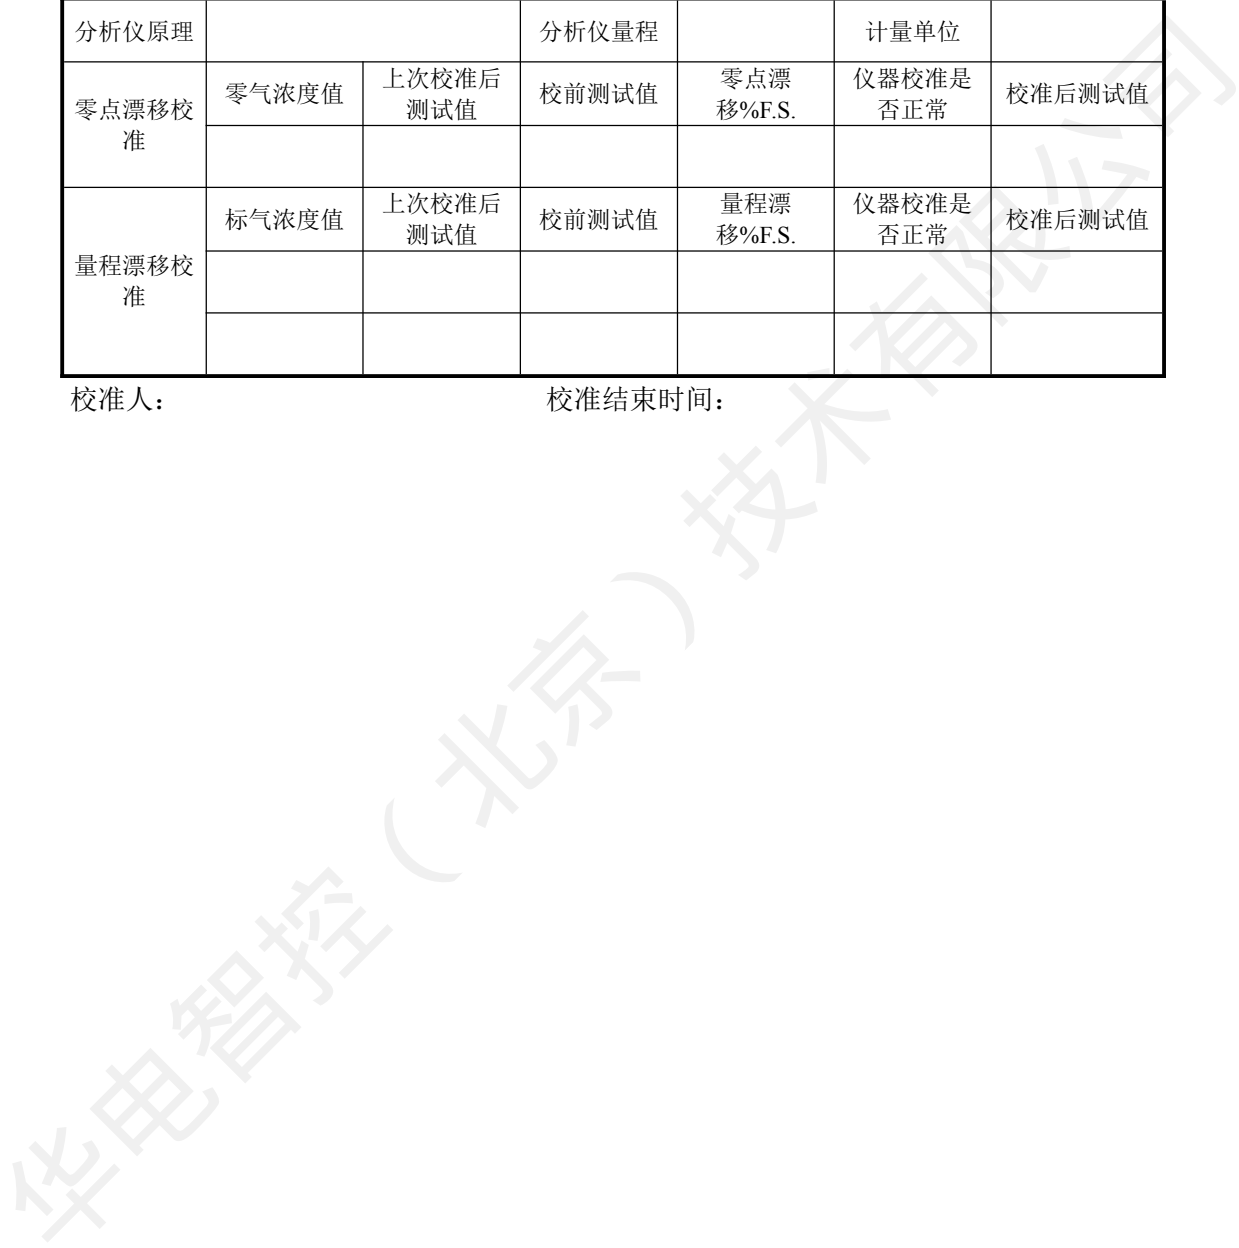 分析仪原理 分析仪量程 计量单位
零点漂移校
准
零气浓度值
上次校准后
测试值
校前测试值
零点漂
移%F.S.
仪器校准是
否正常
校准后测试值
量程漂移校
准
标气浓度值
上次校准后
测试值
校前测试值
量程漂
移%F.S.
仪器校准是
否正常
校准后测试值
校准人： 校准结束时间：
华电智控（北京）技术有限公司